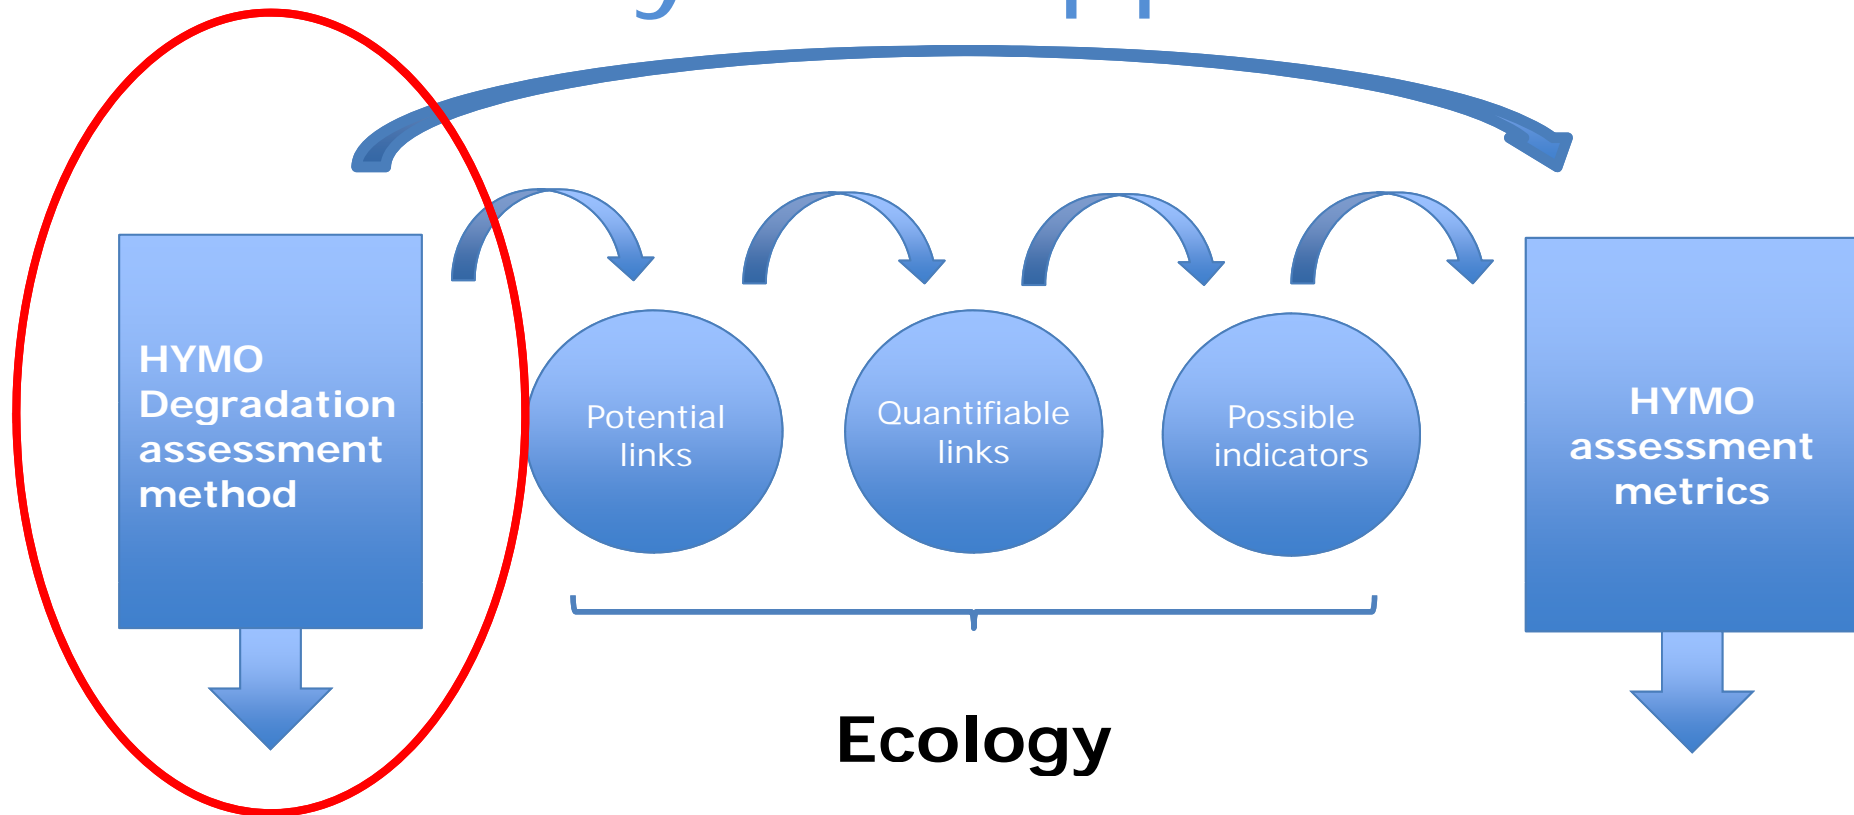 HYMO
Degradation
assessment
method
Potential
links
Quantifiable
links
Possible
indicators
HYMO
assessment
metrics
Ecology